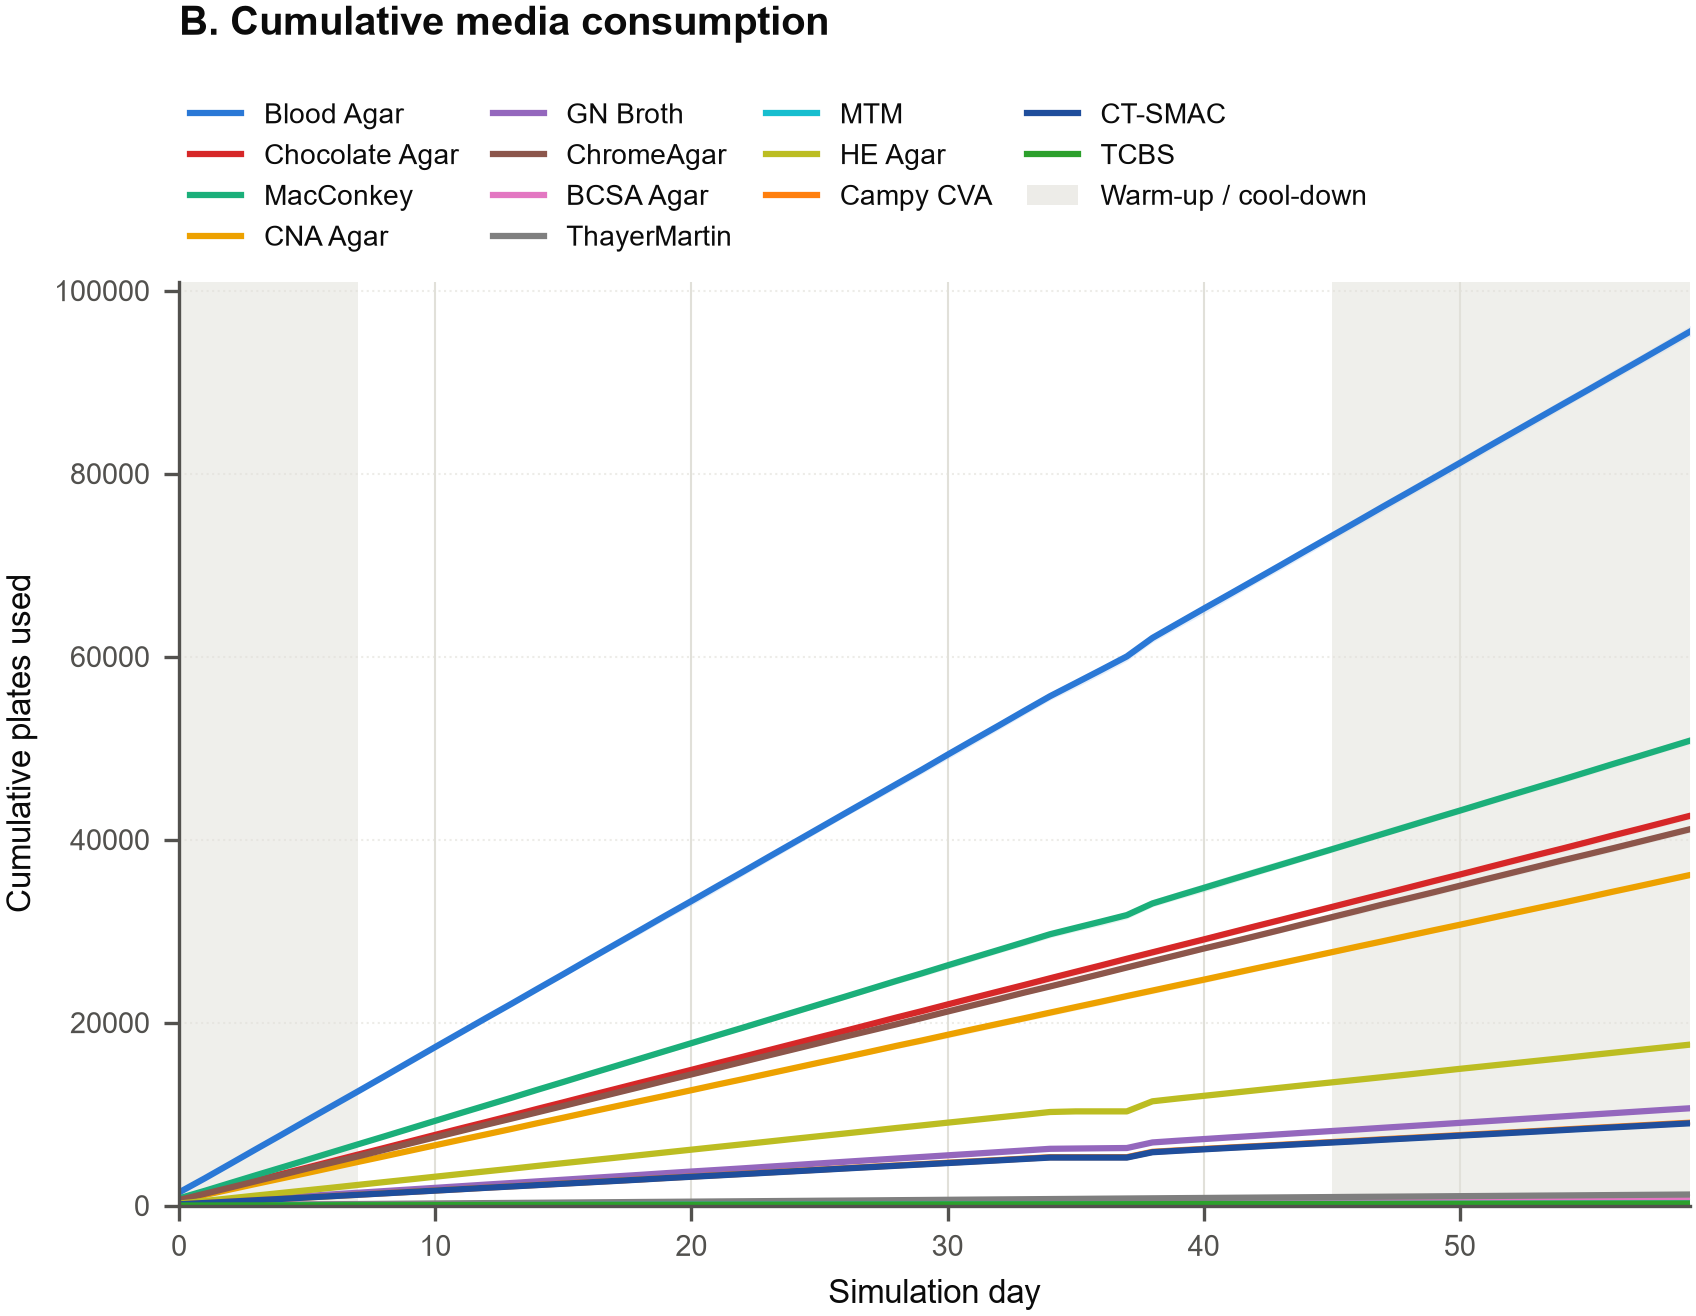 B. Cumulative media consumption
Blood Agar
Chocolate Agar
MacConkey
CNA Agar
GN Broth
ChromeAgar
BCSA Agar
ThayerMartin
MTM
HE Agar
Campy CVA
CT-SMAC
TCBS
Warm-up / cool-down
Cumulative plates used
100000
80000
60000
40000
20000
0
0 10 20 30 40 50
Simulation day